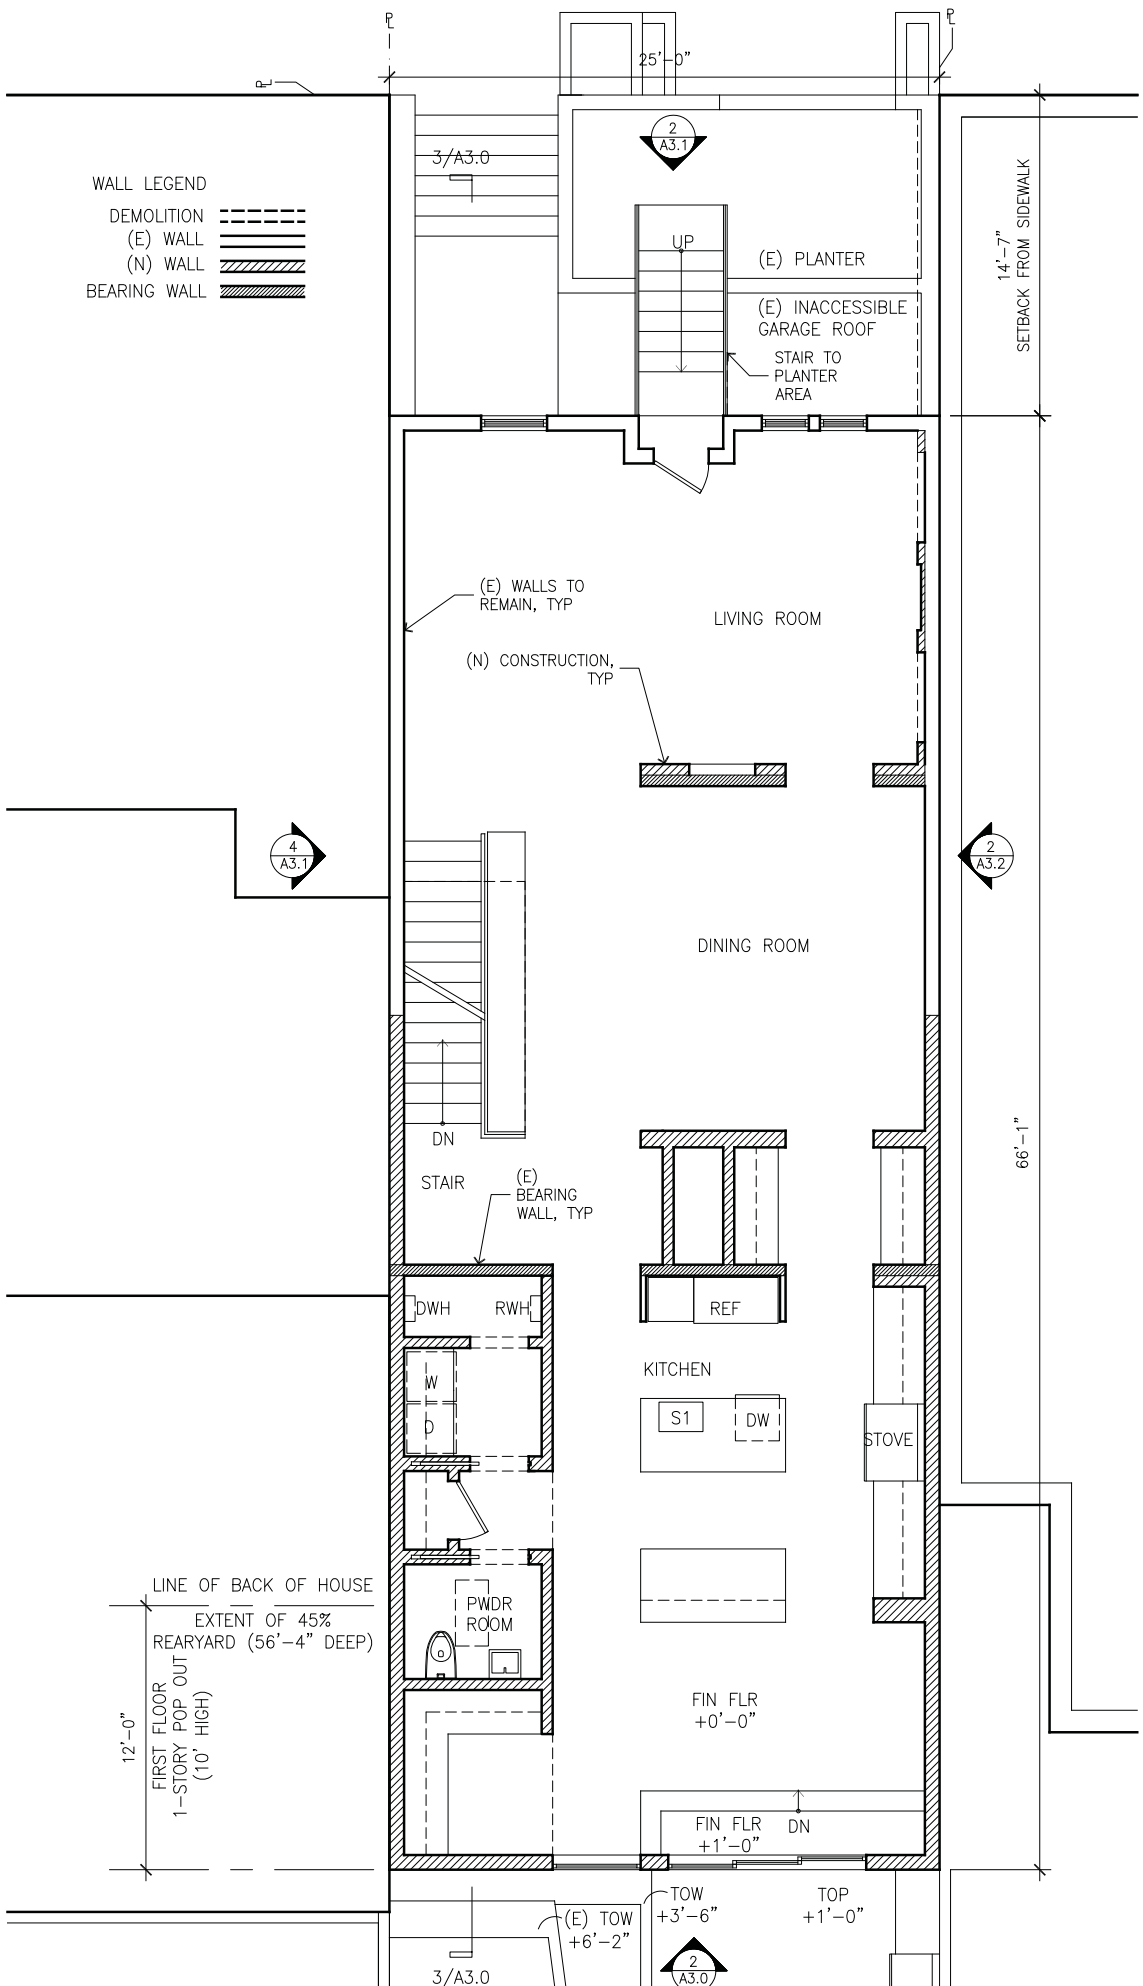 PL
PL
PL
25'-0"
2
A3.1
3/A3.0
WALL LEGEND
DEMOLITION
(E) WALL
(N) WALL
BEARING WALL
UP
(E) PLANTER
(E) INACCESSIBLE
GARAGE ROOF
STAIR TO
PLANTER
AREA
14'-7"
SETBACK FROM SIDEWALK
(E) WALLS TO
REMAIN, TYP
LIVING ROOM
(N) CONSTRUCTION,
TYP
4
A3.1
2
A3.2
DINING ROOM
DN
STAIR
(E)
BEARING
WALL, TYP
66'-1"
DWH
RWH
REF
KITCHEN
W
D
S1
DW
STOVE
LINE OF BACK OF HOUSE
EXTENT OF 45%
REARYARD (56'-4" DEEP)
PWDR
ROOM
12'-0"
FIRST FLOOR
1-STORY POP OUT
(10' HIGH)
FIN FLR
+0'-0"
FIN FLR
+1'-0"
DN
TOW
+3'-6"
TOP
+1'-0"
(E) TOW
+6'-2"
3/A3.0
2
A3.0